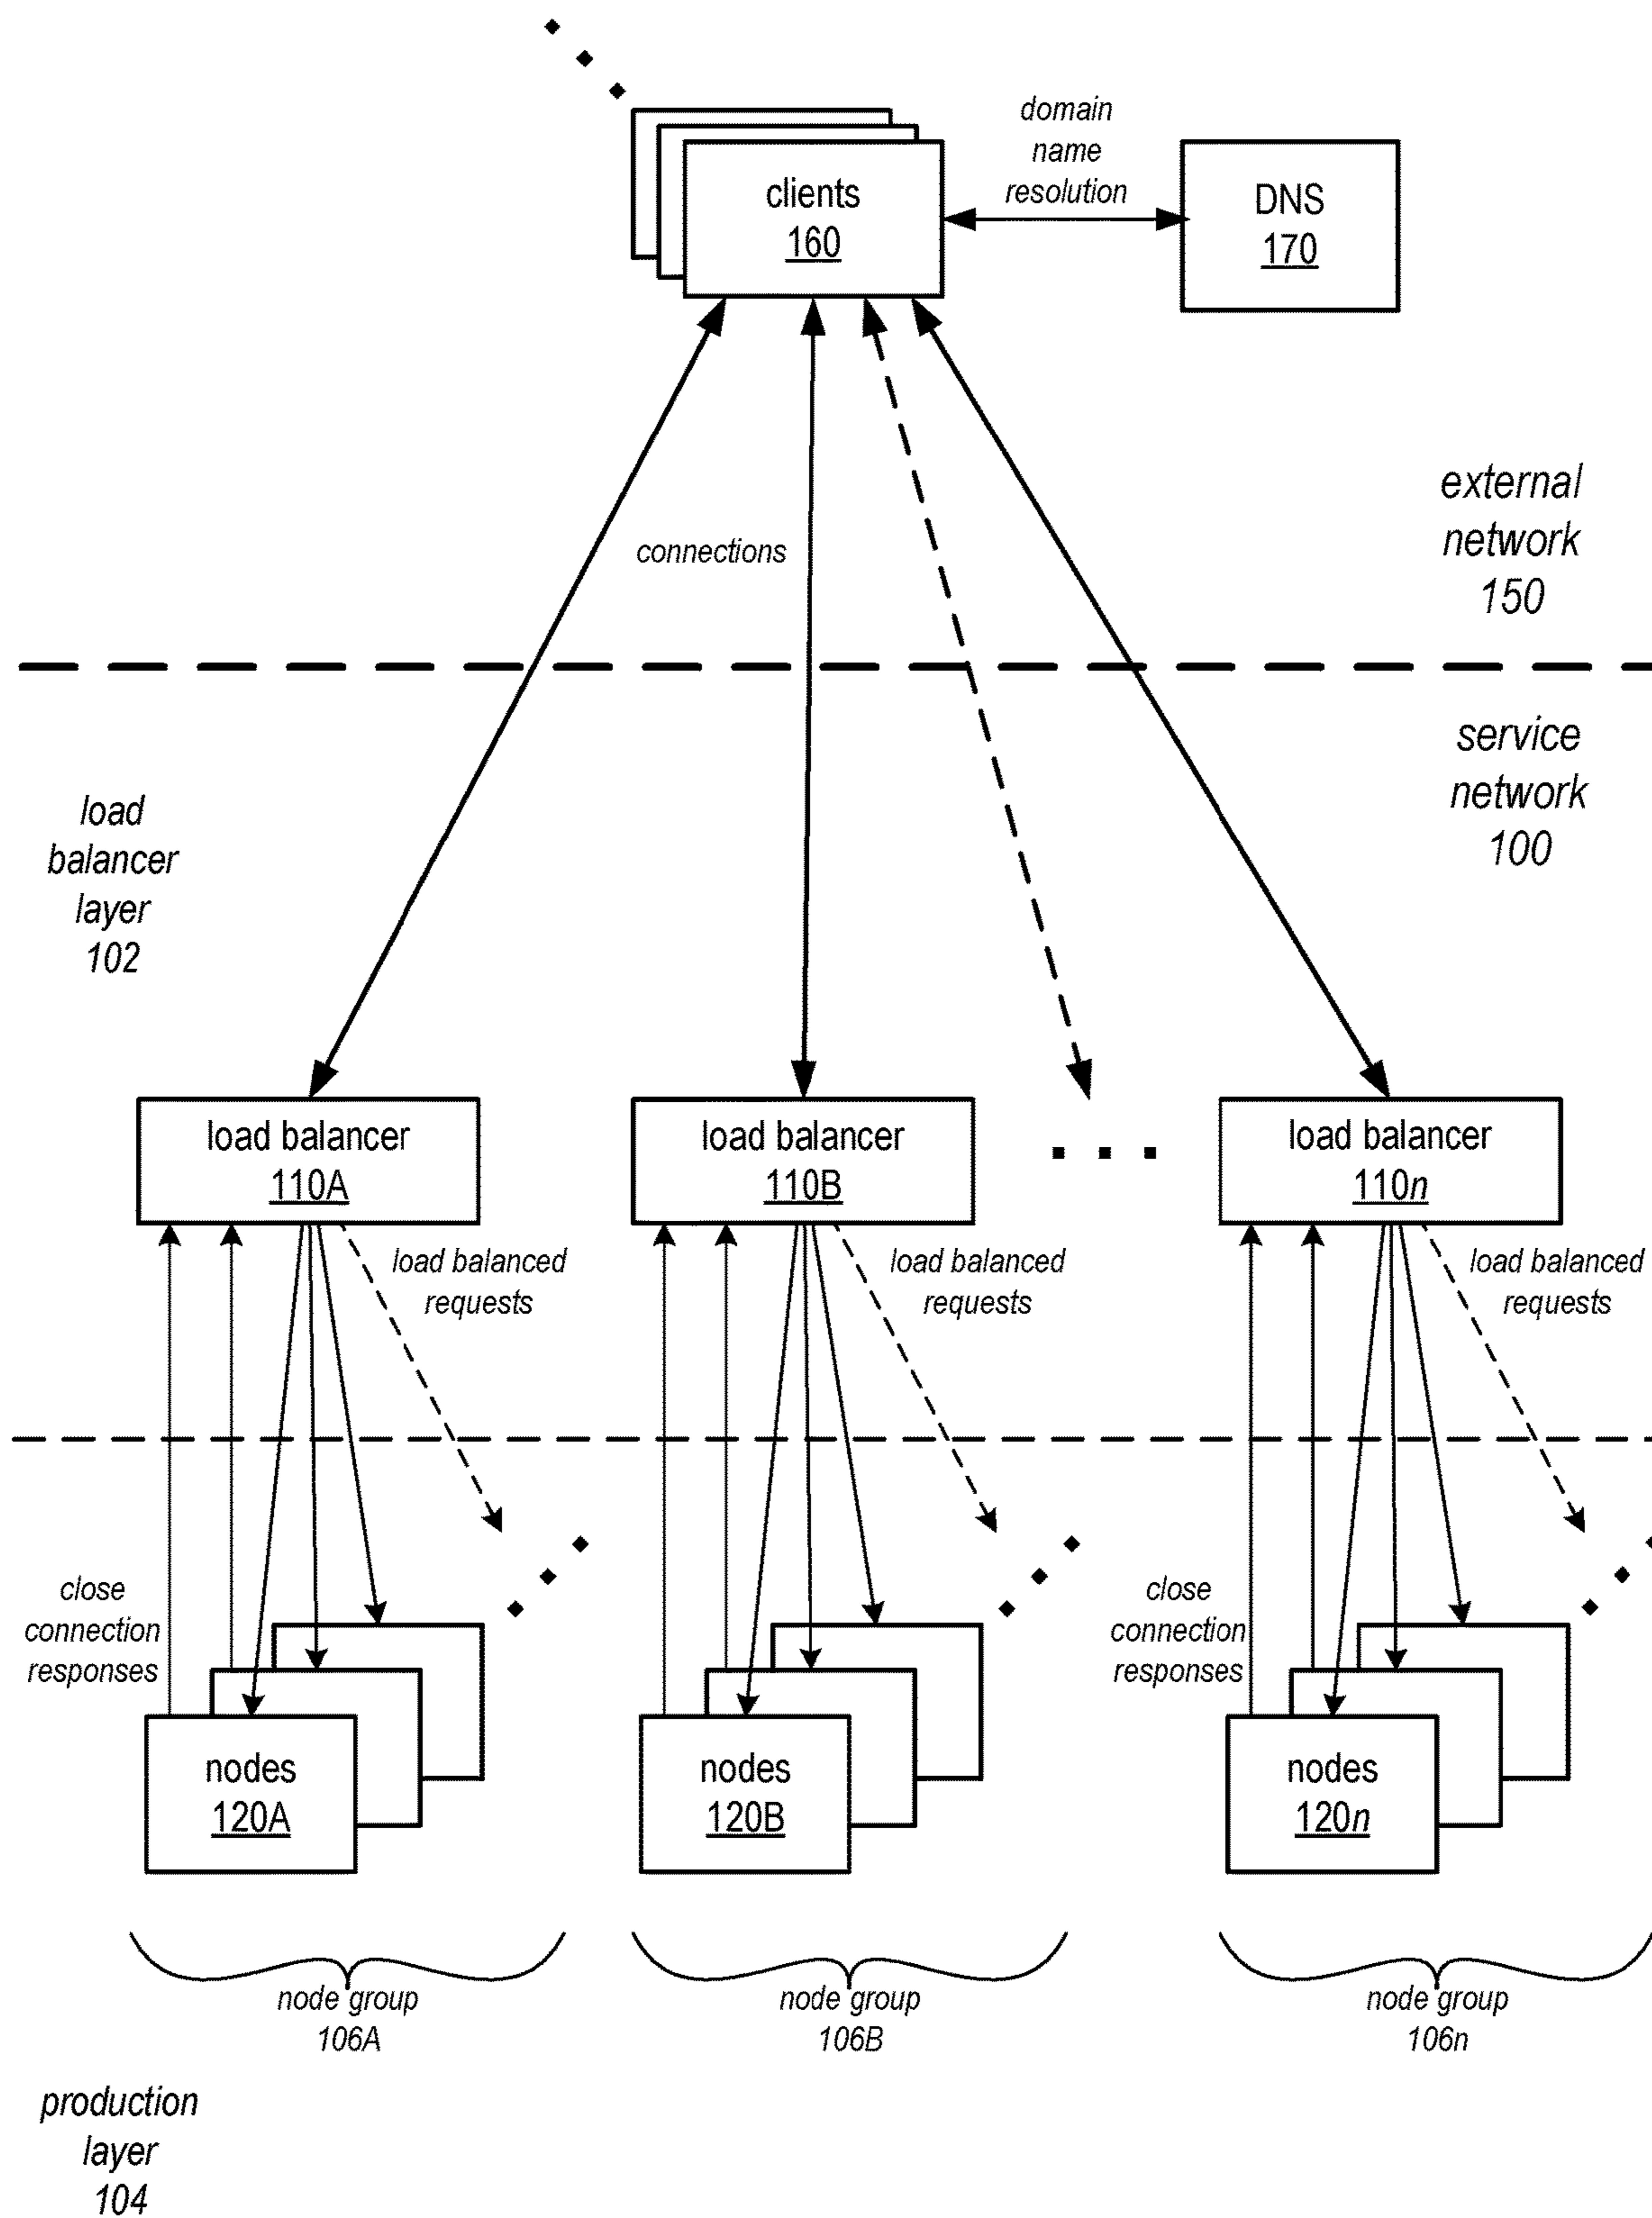 domain
name
resolution
clients
160
DNS
170
external
network
150
connections
service
network
100
load
balancer
layer
102
load balancer
110A
load balancer
110B
load balancer
110n
load balanced
requests
load balanced
requests
load balanced
requests
close
connection
responses
close
connection
responses
nodes
120A
nodes
120B
nodes
120n
node group
106A
node group
106B
node group
106n
production
layer
104